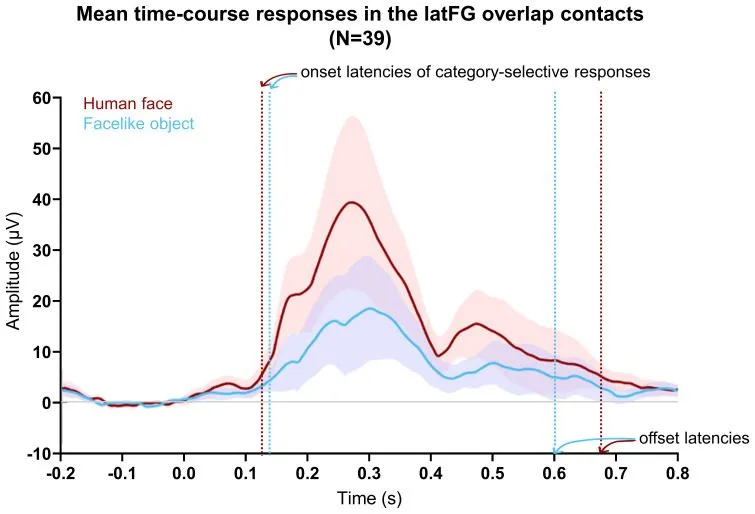 Mean time-course responses in the latFG overlap contacts
(N=39)
onset latencies of category-selective responses
Human face
Facelike object
60
50
40
30
20
10
0
-10
Amplitude (µV)
offset latencies
-0.2 -0.1 0.0 0.1 0.2 0.3 0.4 0.5 0.6 0.7 0.8
Time (s)